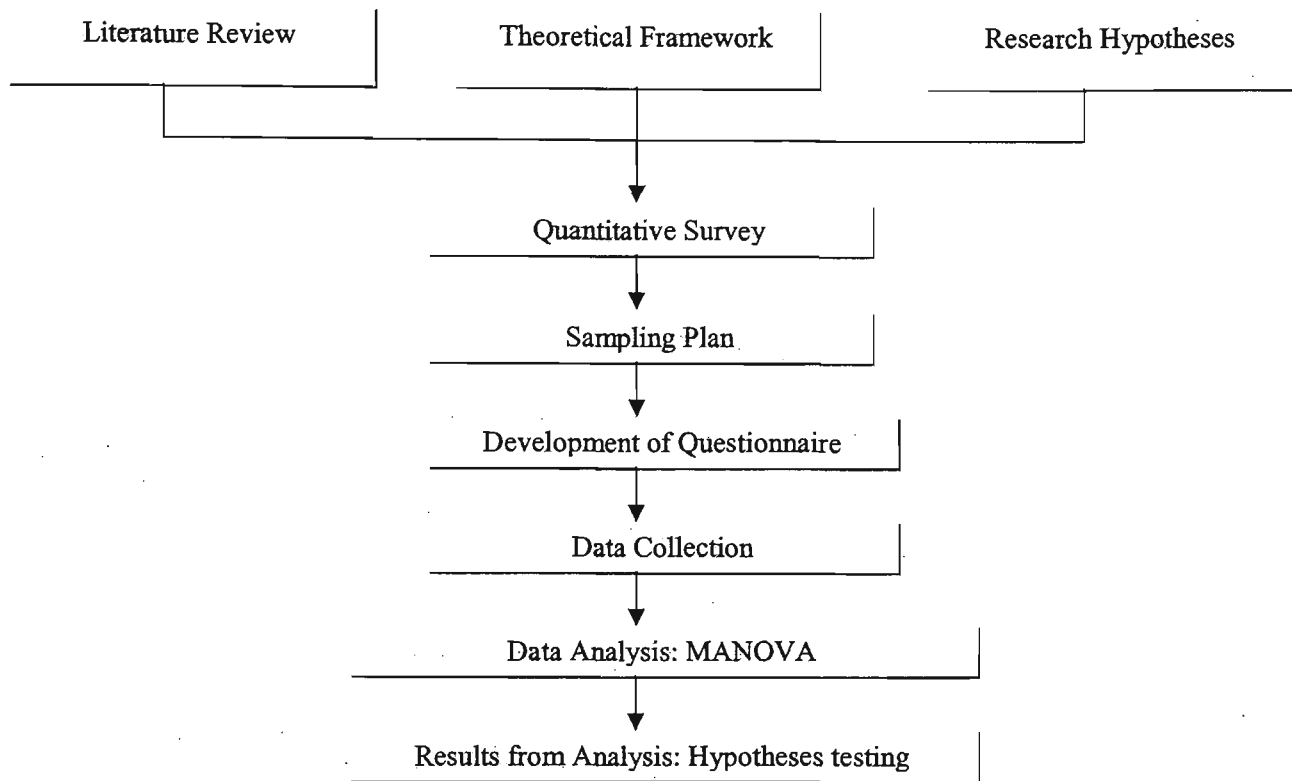 Literature Review
Theoretical Framework
Research Hypotheses
Quantitative Survey
Sampling Plan
Development of Questionnaire
Data Collection
Data Analysis: MANOVA
Results from Analysis: Hypotheses testing